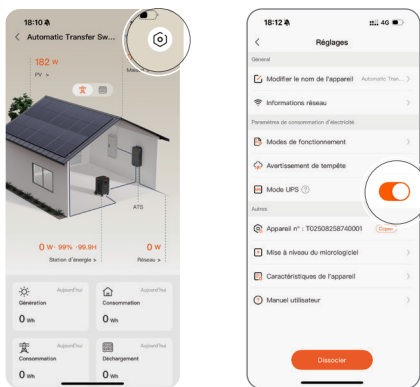 18:10
Automatic Transfer Sw...
182 W
PV >
ATS
0 W · 99% · 99.9H
Station d'énergie >
0 W
Réseau >
Aujourd'hui
Génération
0 Wh
Aujourd'hui
Consommation
0 Wh
Aujourd'hui
Consommation
0 Wh
Aujourd'hui
Déchargement
0 Wh
18:12
4G
Réglages
Général
Modifier le nom de l'appareil
Automatic Tran...
Informations réseau
Paramètres de consommation d'électricité
Modes de fonctionnement
Avertissement de tempête
Mode UPS
Autres
Appareil n° : T02508258740001
Copier
Mise à niveau du micrologiciel
Caractéristiques de l'appareil
Manuel utilisateur
Dissocier